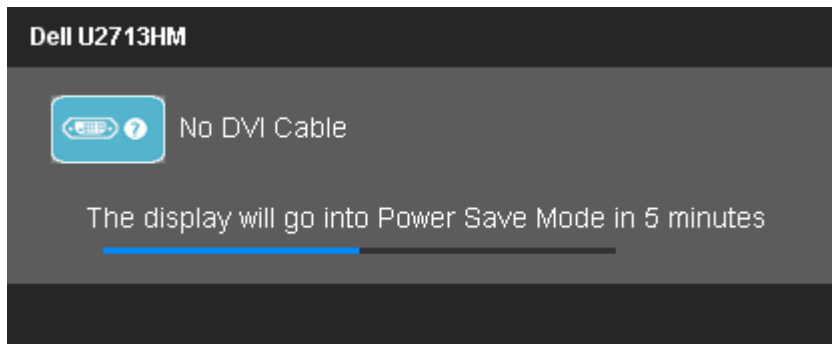 Dell U2713HM
No DVI Cable
The display will go into Power Save Mode in 5 minutes